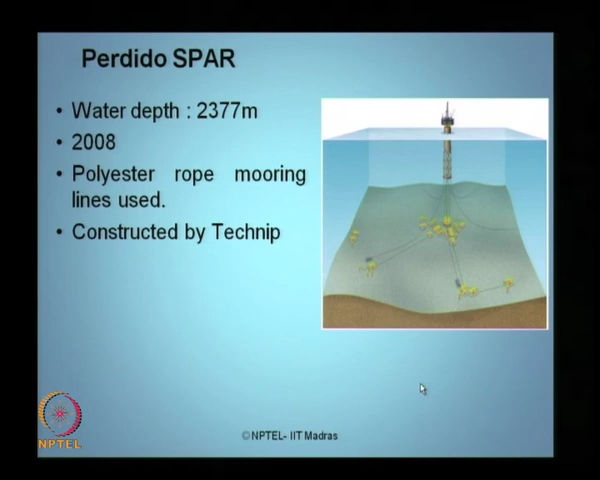 Perdido SPAR
• Water depth : 2377m
• 2008
• Polyester rope mooring
lines used.
• Constructed by Technip
NPTEL
©NPTEL- IIT Madras